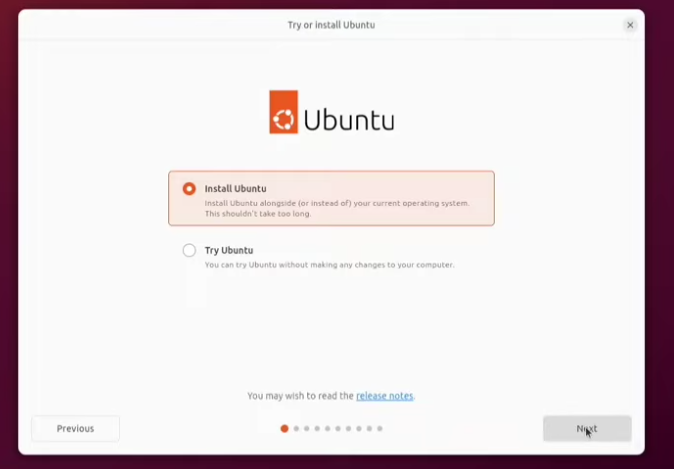 Try or install Ubuntu
Ubuntu
Install Ubuntu
Install Ubuntu alongside (or instead of) your current operating system.
This shouldn't take too long.
Try Ubuntu
You can try Ubuntu without making any changes to your computer.
You may wish to read the release notes.
Previous
Next